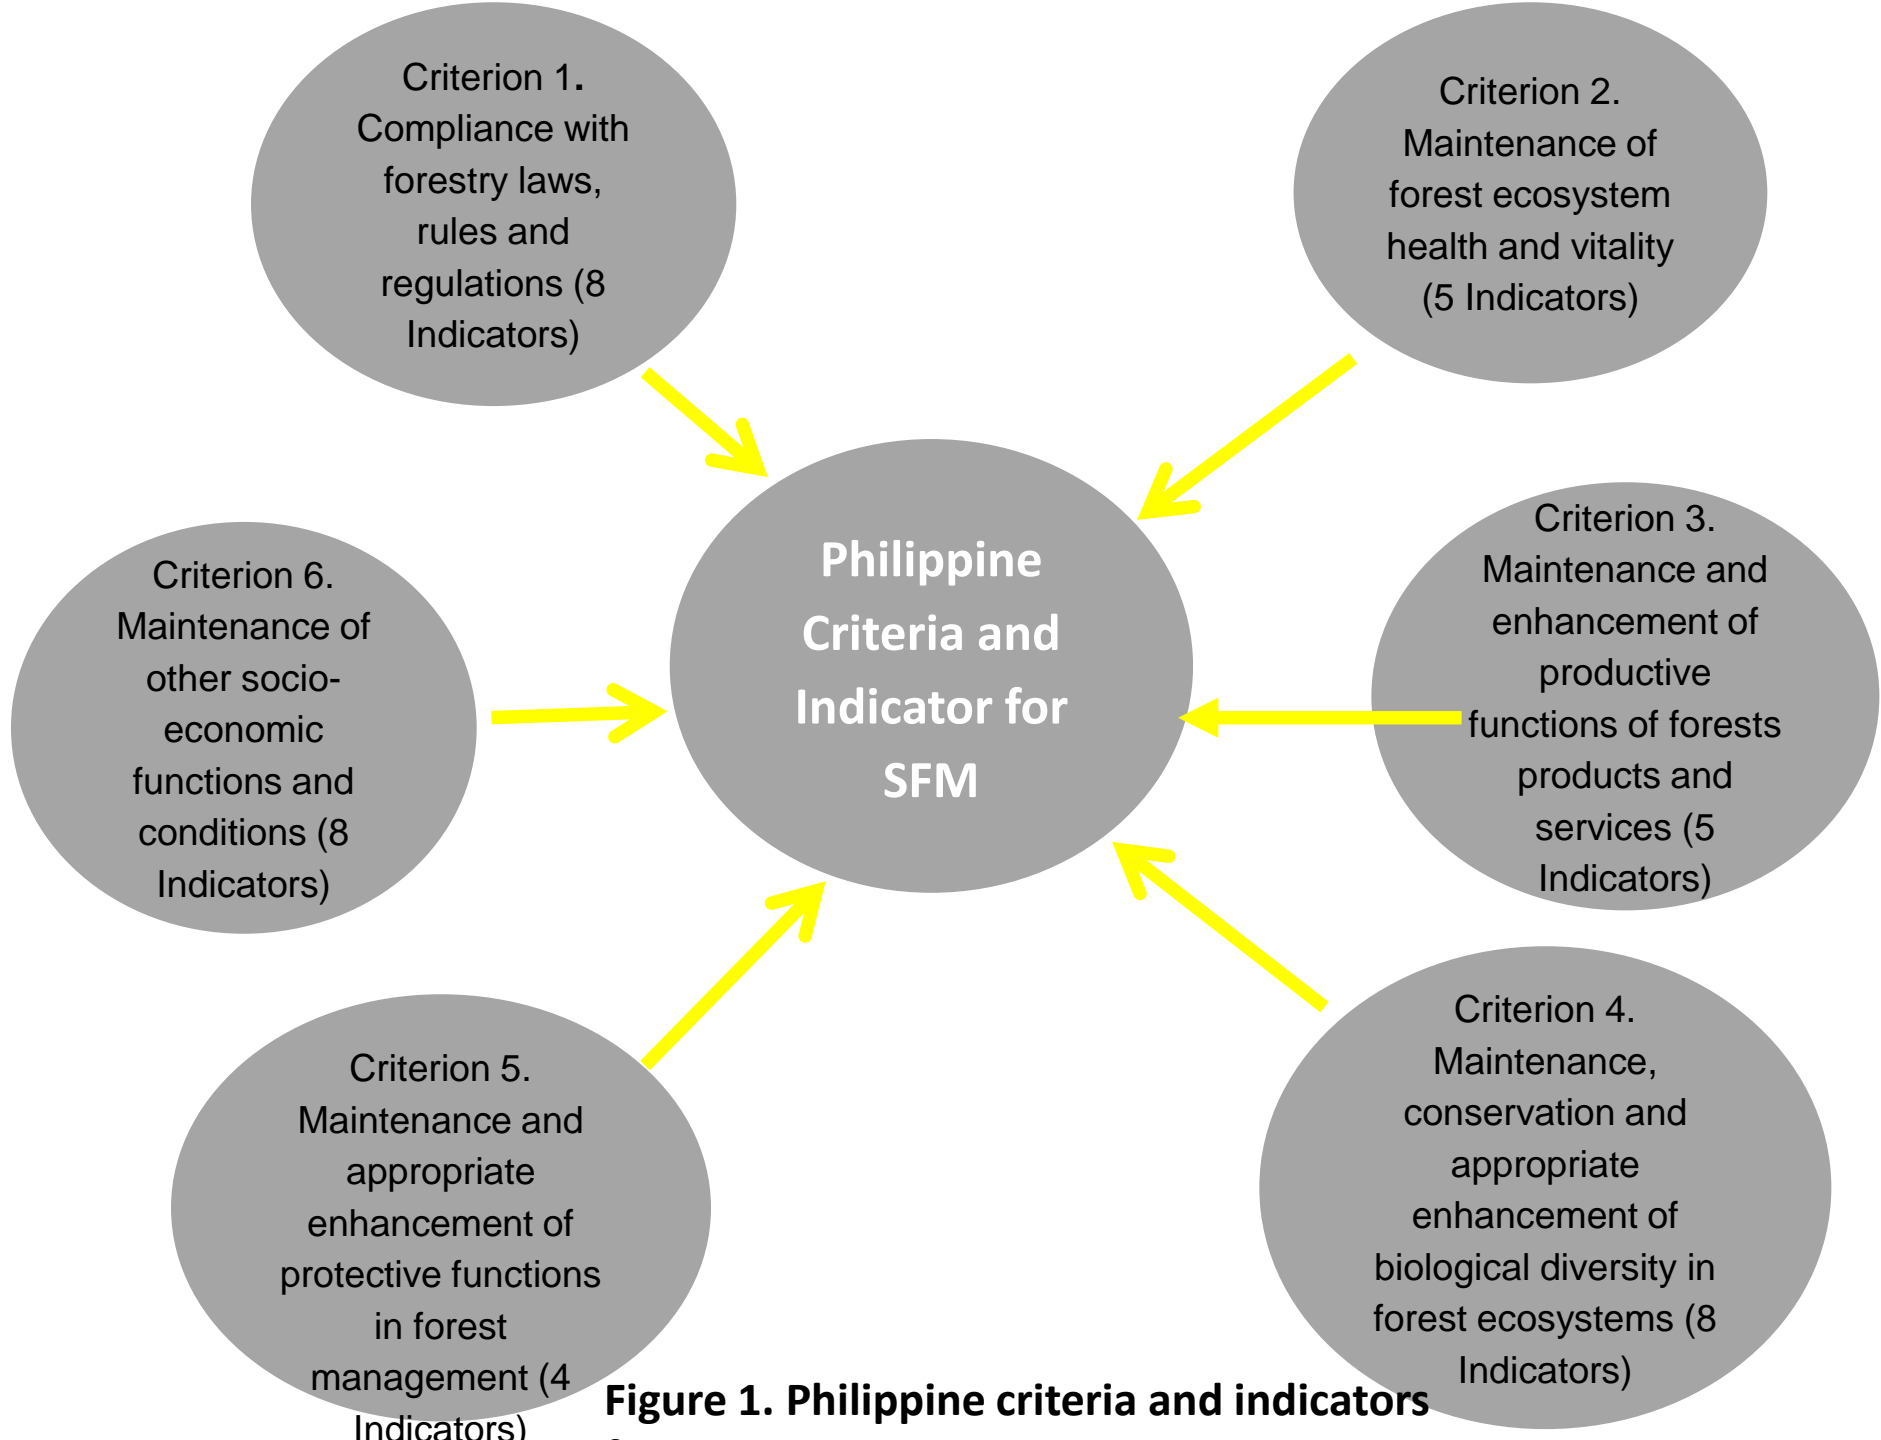 Criterion 1.
Compliance with
forestry laws,
rules and
regulations (8
Indicators)
Criterion 2.
Maintenance of
forest ecosystem
health and vitality
(5 Indicators)
Philippine
Criteria and
Indicator for
SFM
Criterion 3.
Maintenance and
enhancement of
productive
functions of forests
products and
services (5
Indicators)
Criterion 6.
Maintenance of
other socio-
economic
functions and
conditions (8
Indicators)
Criterion 5.
Maintenance and
appropriate
enhancement of
protective functions
in forest
management (4
Indicators)
Criterion 4.
Maintenance,
conservation and
appropriate
enhancement of
biological diversity in
forest ecosystems (8
Indicators)
Figure 1. Philippine criteria and indicators